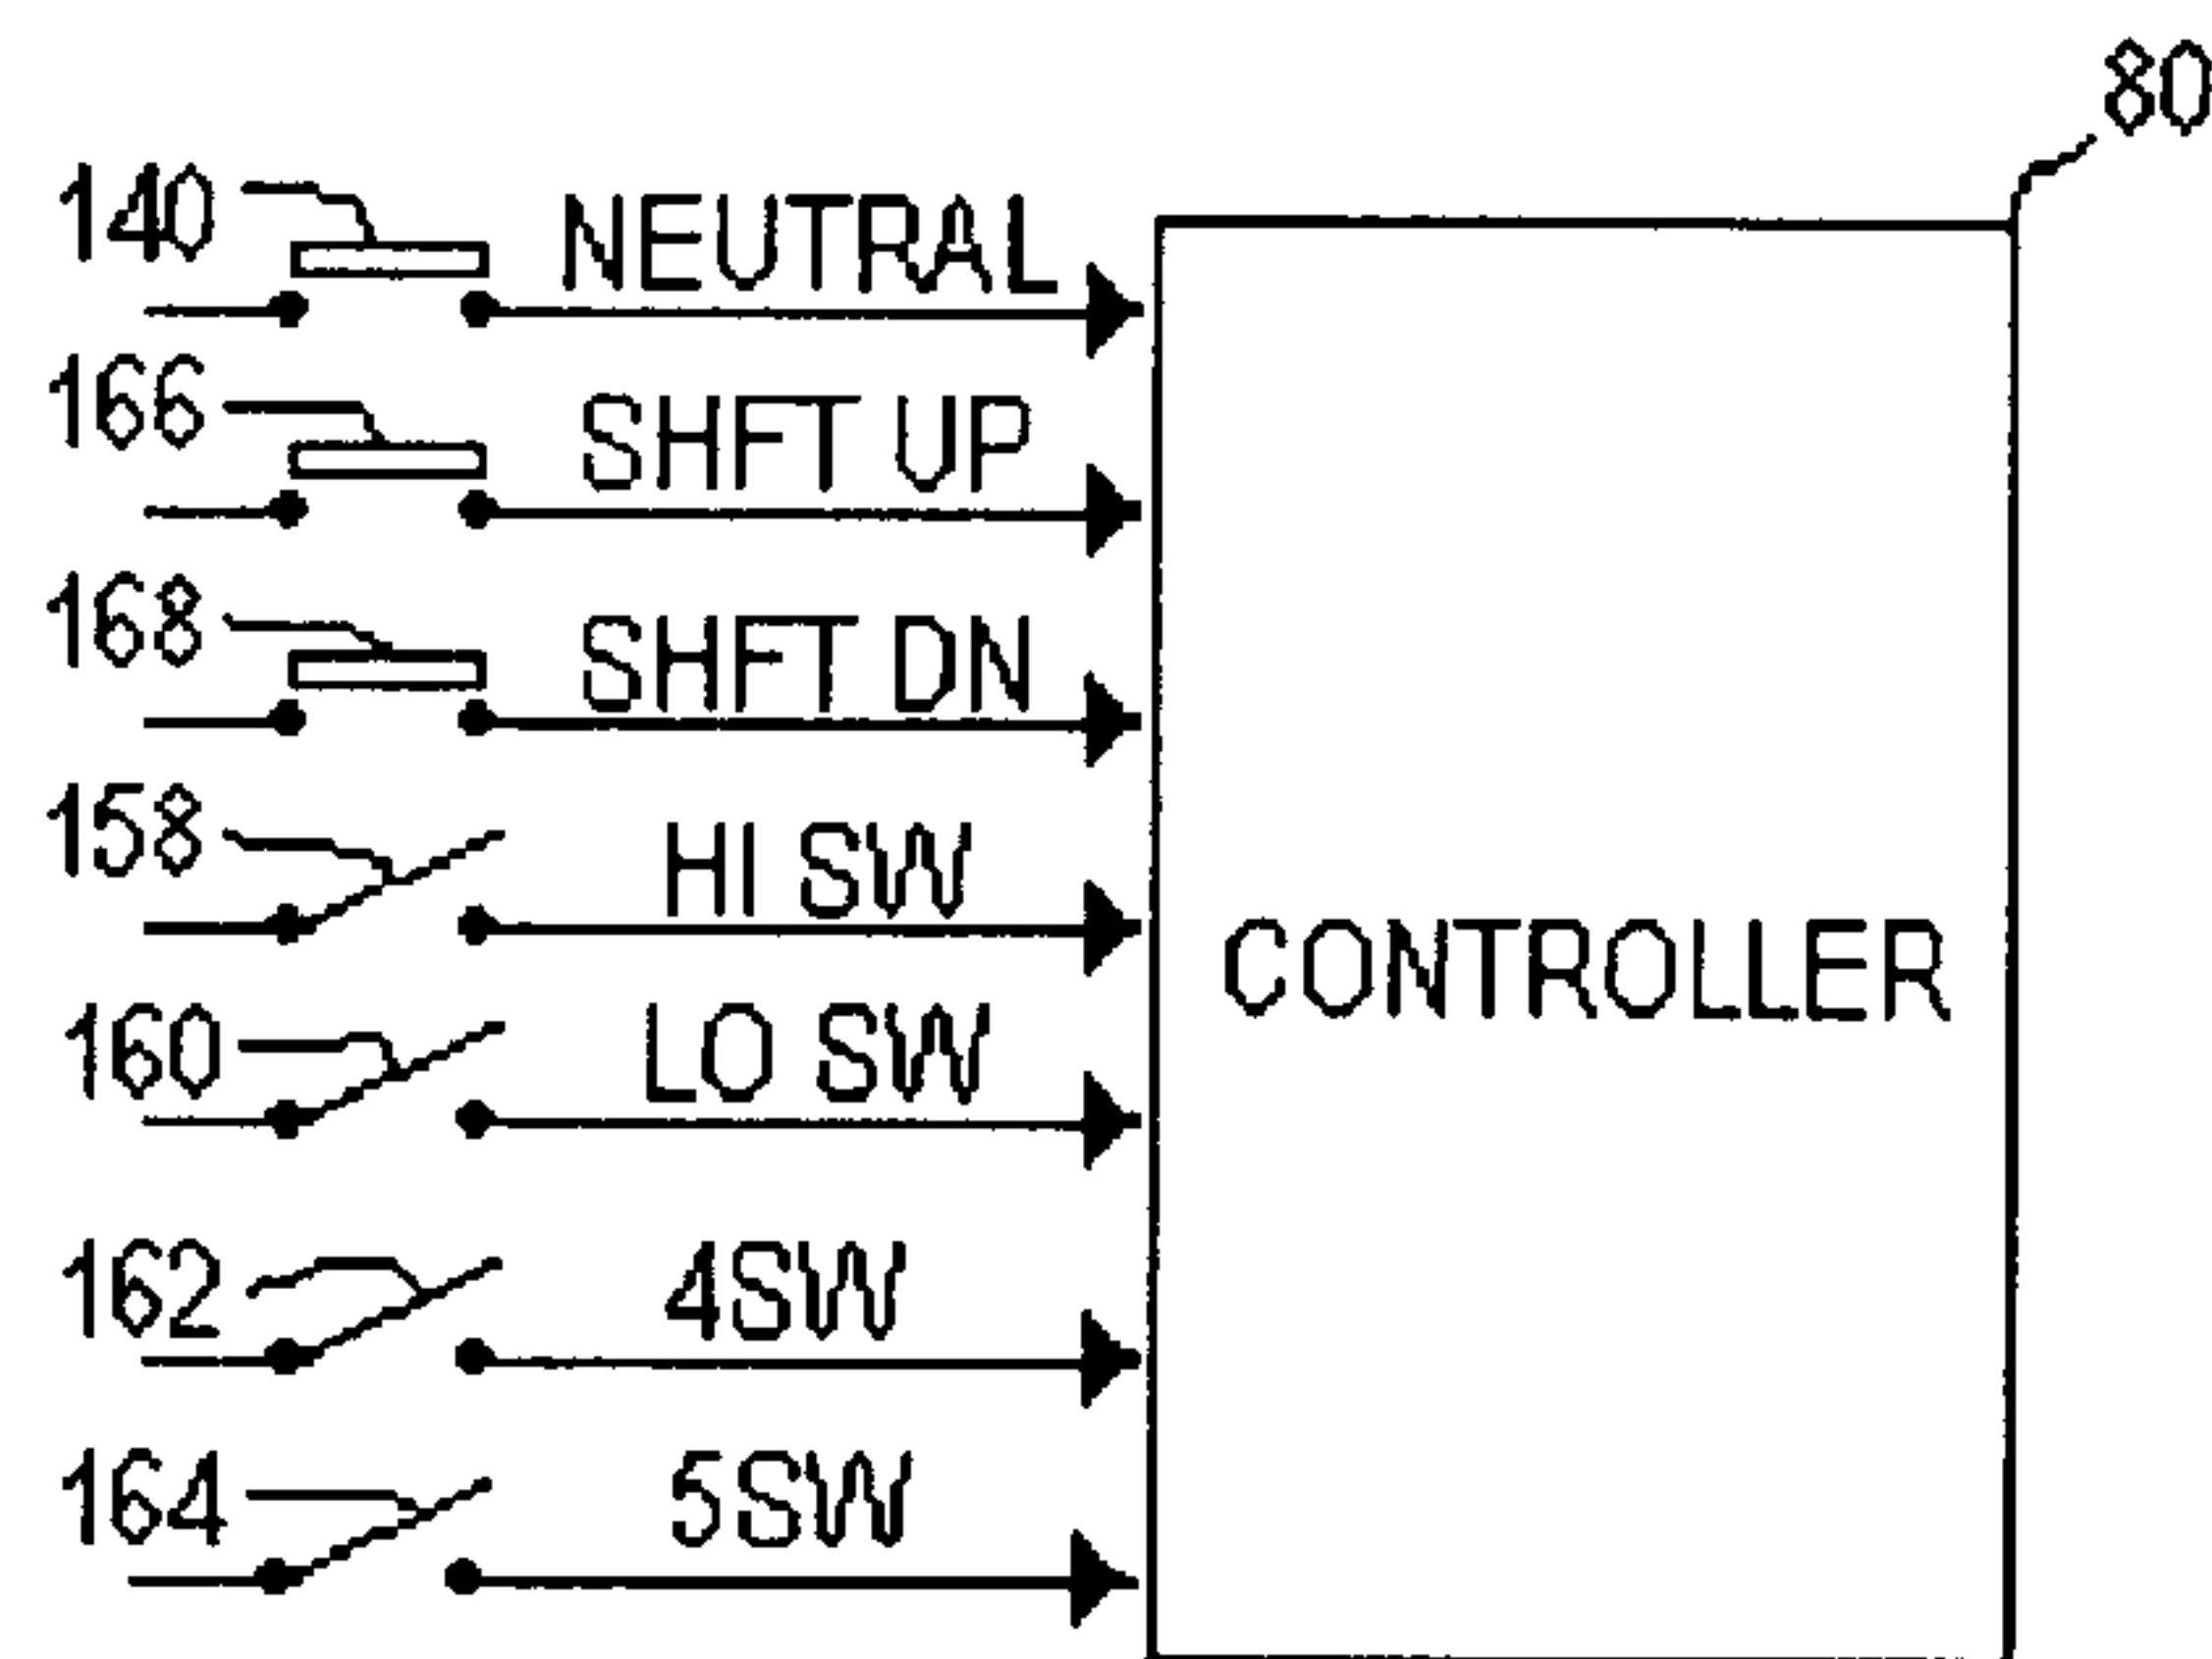 80
140 NEUTRAL
166 SHFT UP
168 SHFT DN
158 HI SW
CONTROLLER
160 LO SW
162 4SW
164 5SW